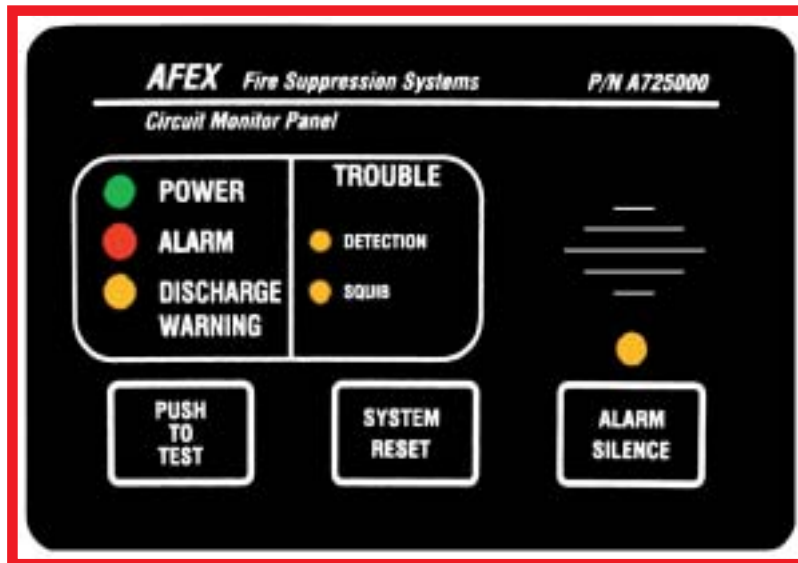 AFEX Fire Suppression Systems P/N A725000
Circuit Monitor Panel
POWER
ALARM
DISCHARGE
WARNING
TROUBLE
DETECTION
SQUIB
PUSH
TO
TEST
SYSTEM
RESET
ALARM
SILENCE